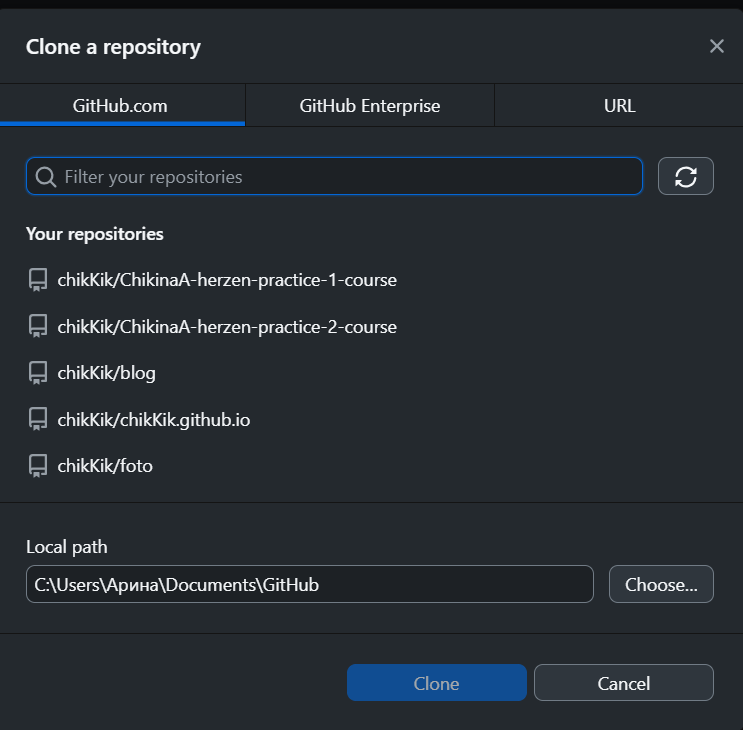 Clone a repository
GitHub.com
GitHub Enterprise
URL
Filter your repositories
Your repositories
chikKik/ChikinaA-herzen-practice-1-course
chikKik/ChikinaA-herzen-practice-2-course
chikKik/blog
chikKik/chikKik.github.io
chikKik/foto
Local path
C:\Users\Арина\Documents\GitHub
Choose...
Clone
Cancel